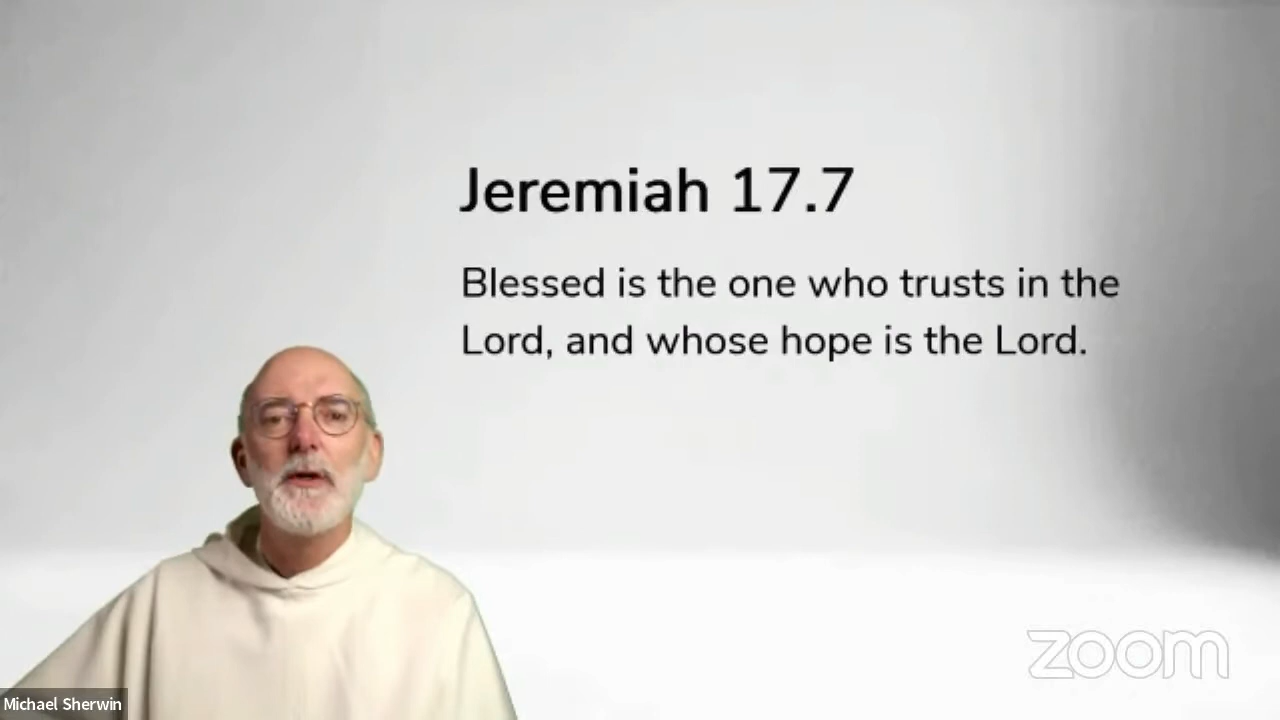 Jeremiah 17.7
Blessed is the one who trusts in the
Lord, and whose hope is the Lord.
zoom
Michael Sherwin